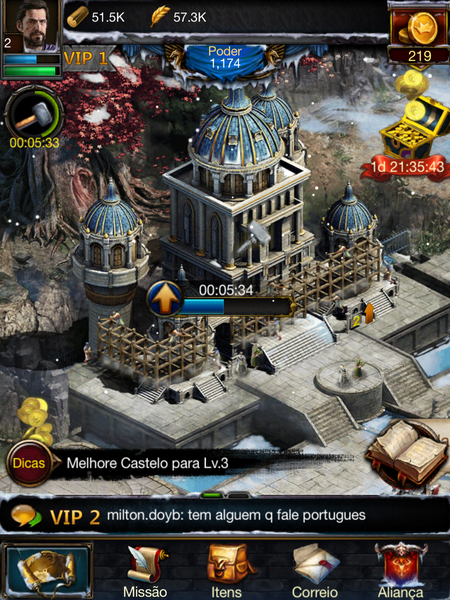 51.5K
57.3K
2
VIP 1
Poder
1,174
219
00:05:33
1d 21:35:43
00:05:34
2
Dicas
Melhore Castelo para Lv.3
VIP 2 milton.doyb: tem alguem q fale portugues
Missão
Itens
Correio
Aliança